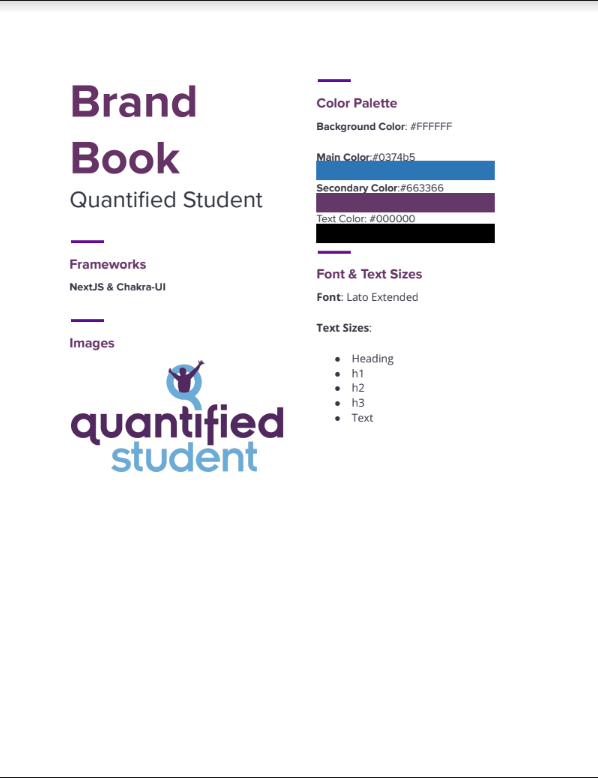 Brand
Book
Quantified Student
Frameworks
NextJS & Chakra-UI
Images
quantified
student
Color Palette
Background Color: #FFFFFF
Main Color:#0374b5
Secondary Color:#663366
Text Color: #000000
Font & Text Sizes
Font: Lato Extended
Text Sizes:
● Heading
● h1
● h2
● h3
● Text